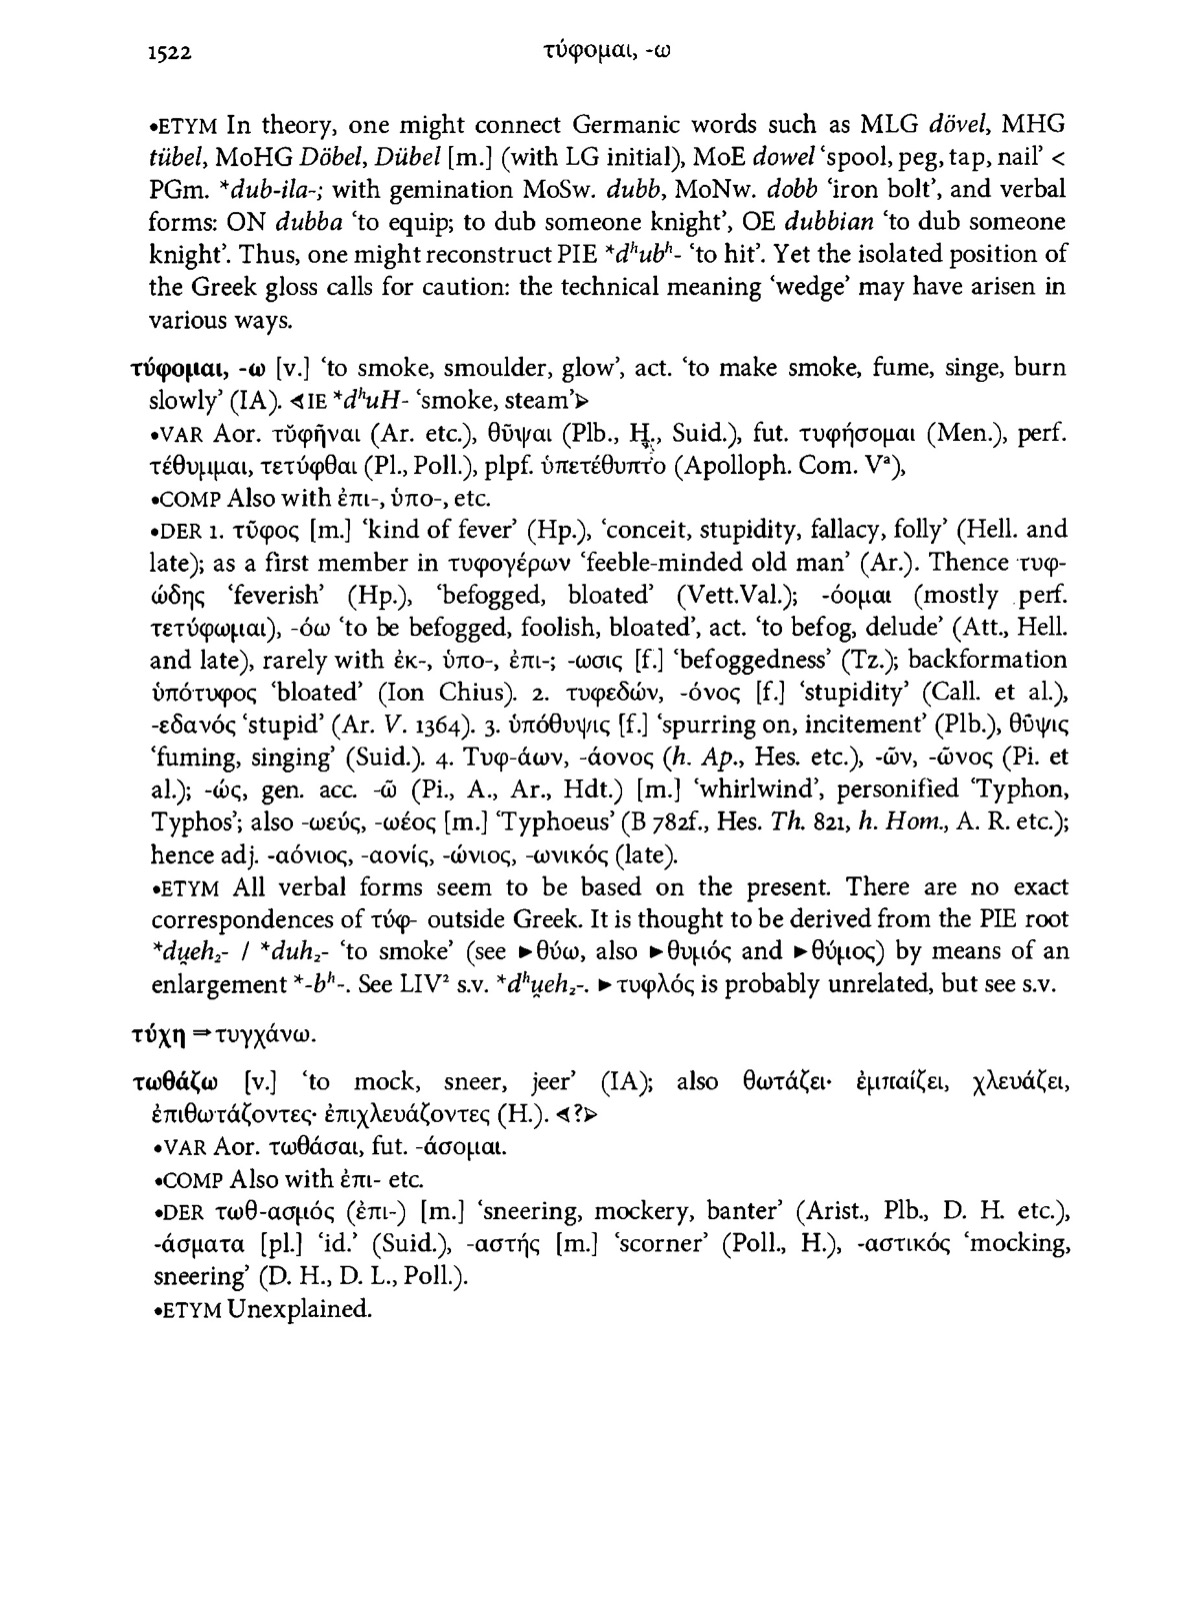 1522
τύφομαι, -ω
•ETYM In theory, one might connect Germanic words such as MLG dövel, MHG
tübel, MoHG Döbel, Dübel [m.] (with LG initial), MoE dowel ‘spool, peg, tap, nail’ <
PGm. *dub-ila-; with gemination MoSw. dubb, MoNw. dobb ‘iron bolt’, and verbal
forms: ON dubba ‘to equip; to dub someone knight’, OE dubbian ‘to dub someone
knight’. Thus, one might reconstruct PIE *dʰubʰ- ‘to hit’. Yet the isolated position of
the Greek gloss calls for caution: the technical meaning ‘wedge’ may have arisen in
various ways.
τύφομαι, -ω [v.] ‘to smoke, smoulder, glow’, act. ‘to make smoke, fume, singe, burn
slowly’ (IA). ⋖IE *dʰuH- ‘smoke, steam’⋗
•VAR Aor. τῠφῆναι (Ar. etc.), θῦψαι (Plb., H., Suid.), fut. τυφήσομαι (Men.), perf.
τέθυμμαι, τετύφθαι (Pl., Poll.), plpf. ὑπετέθυπτο (Apolloph. Com. Vᵃ),
•COMP Also with ἐπι-, ὑπο-, etc.
•DER 1. τῦφος [m.] ‘kind of fever’ (Hp.), ‘conceit, stupidity, fallacy, folly’ (Hell. and
late); as a first member in τυφογέρων ‘feeble-minded old man’ (Ar.). Thence τυφ-
ώδης ‘feverish’ (Hp.), ‘befogged, bloated’ (Vett.Val.); -όομαι (mostly perf.
τετύφωμαι), -όω ‘to be befogged, foolish, bloated’, act. ‘to befog, delude’ (Att., Hell.
and late), rarely with ἐκ-, ὑπο-, ἐπι-; -ωσις [f.] ‘befoggedness’ (Tz.); backformation
ὑπότυφος ‘bloated’ (Ion Chius). 2. τυφεδών, -όνος [f.] ‘stupidity’ (Call. et al.),
-εδανός ‘stupid’ (Ar. V. 1364). 3. ὑπόθυψις [f.] ‘spurring on, incitement’ (Plb.), θῦψις
‘fuming, singing’ (Suid.). 4. Τυφ-άων, -άονος (h. Ap., Hes. etc.), -ῶν, -ῶνος (Pi. et
al.); -ώς, gen. acc. -ῶ (Pi., A., Ar., Hdt.) [m.] ‘whirlwind’, personified ‘Typhon,
Typhos’; also -ωεύς, -ωέος [m.] ‘Typhoeus’ (Β 782f., Hes. Th. 821, h. Hom., A. R. etc.);
hence adj. -αόνιος, -αονίς, -ώνιος, -ωνικός (late).
•ETYM All verbal forms seem to be based on the present. There are no exact
correspondences of τύφ- outside Greek. It is thought to be derived from the PIE root
*du̯eh₂- / *duh₂- ‘to smoke’ (see ►θύω, also ►θυμός and ►θύμος) by means of an
enlargement *-bʰ-. See LIV² s.v. *dʰu̯eh₂-. ►τυφλός is probably unrelated, but see s.v.
τύχη ⇒τυγχάνω.
τωθάζω [v.] ‘to mock, sneer, jeer’ (IA); also θωτάζει· ἐμπαίζει, χλευάζει,
ἐπιθωτάζοντες· ἐπιχλευάζοντες (H.). ⋖?⋗
•VAR Aor. τωθάσαι, fut. -άσομαι.
•COMP Also with ἐπι- etc.
•DER τωθ-ασμός (ἐπι-) [m.] ‘sneering, mockery, banter’ (Arist., Plb., D. H. etc.),
-άσματα [pl.] ‘id.’ (Suid.), -αστής [m.] ‘scorner’ (Poll., H.), -αστικός ‘mocking,
sneering’ (D. H., D. L., Poll.).
•ETYM Unexplained.